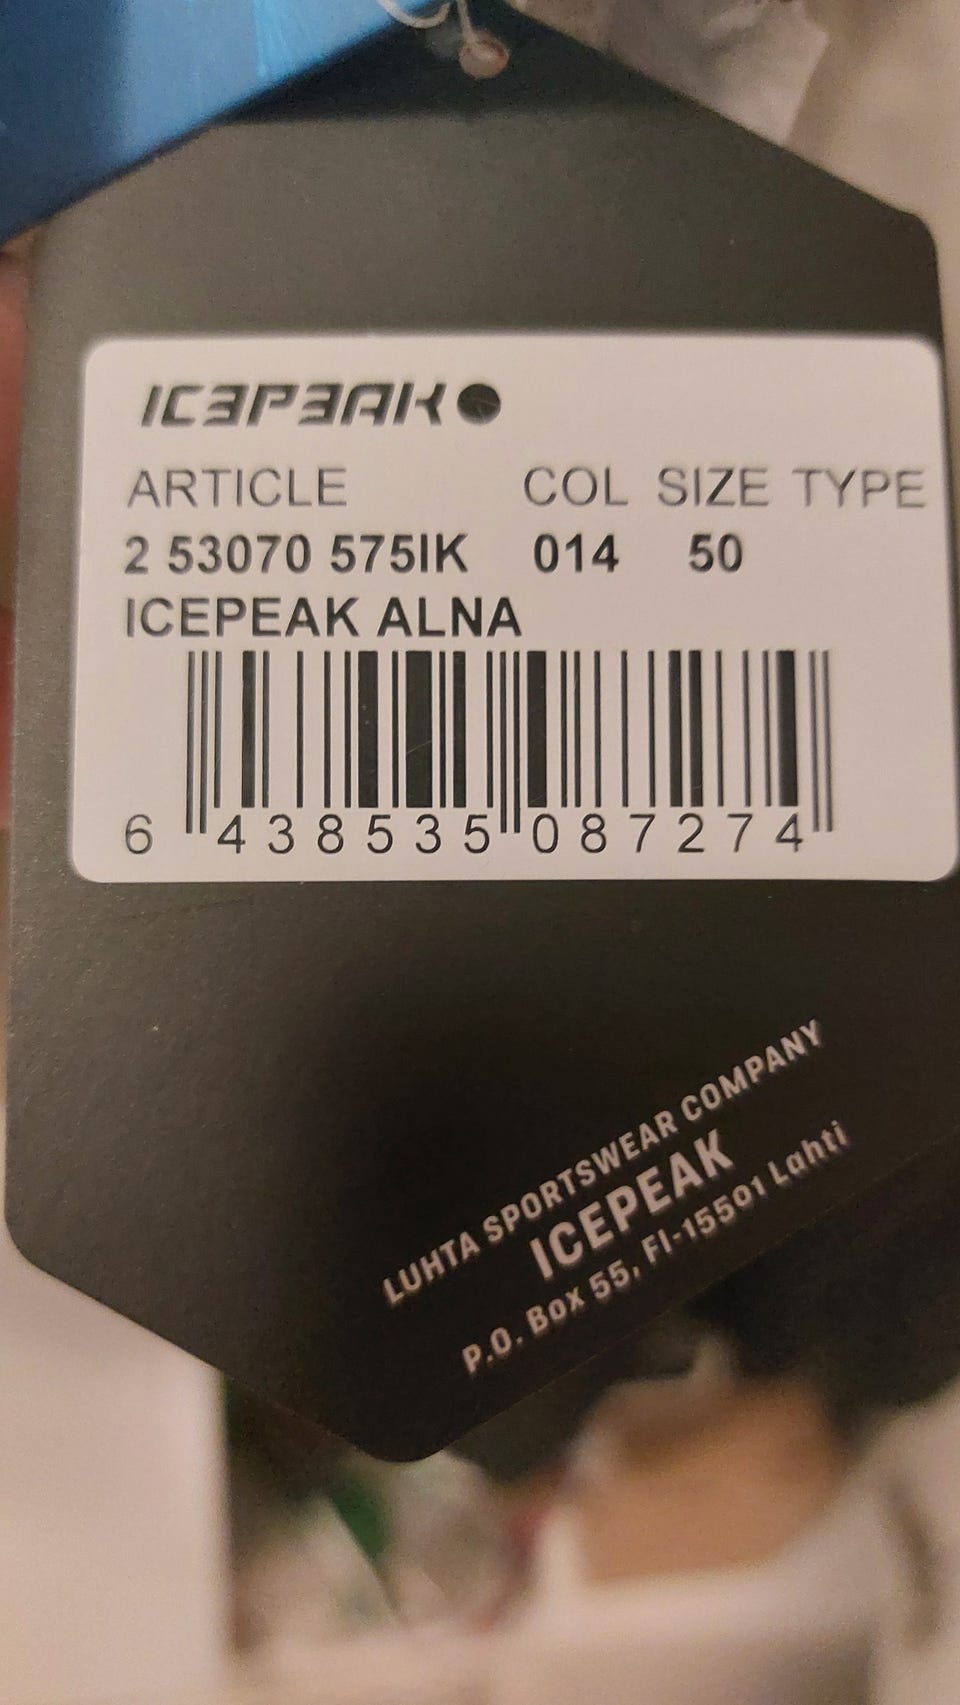 ICEPEAK
ARTICLE COL SIZE TYPE
2 53070 575IK 014 50
ICEPEAK ALNA
6 438535 087274
LUHTA SPORTSWEAR COMPANY
ICEPEAK
P.O. Box 55, FI-15501 Lahti